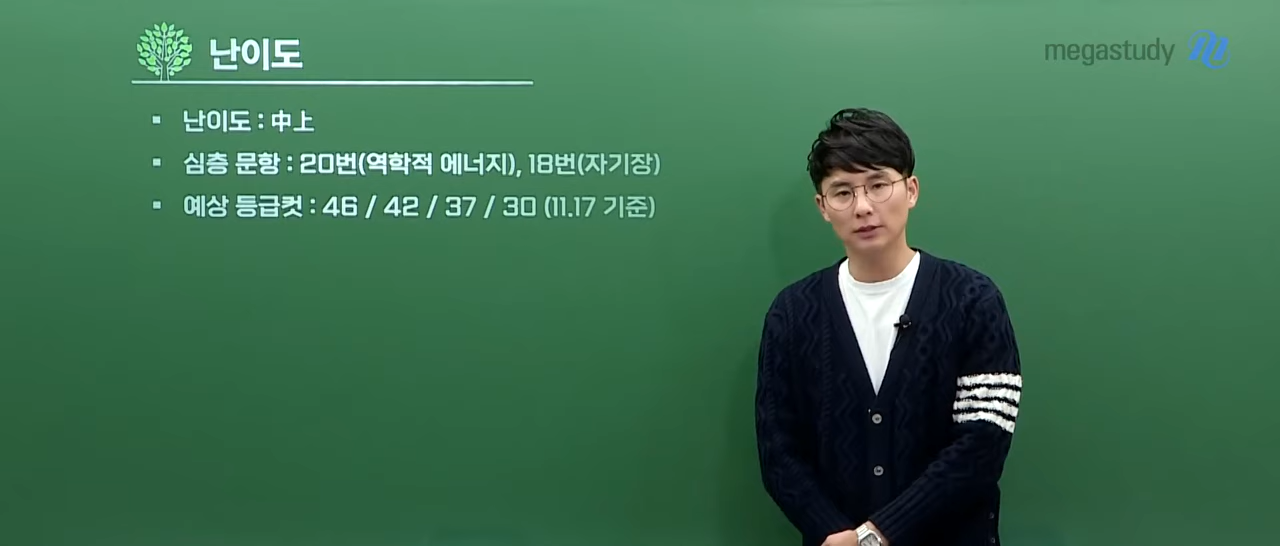 난이도
megastudy
▪ 난이도 : 中上
▪ 심층 문항 : 20번(역학적 에너지), 18번(자기장)
▪ 예상 등급컷 : 46 / 42 / 37 / 30 (11.17 기준)